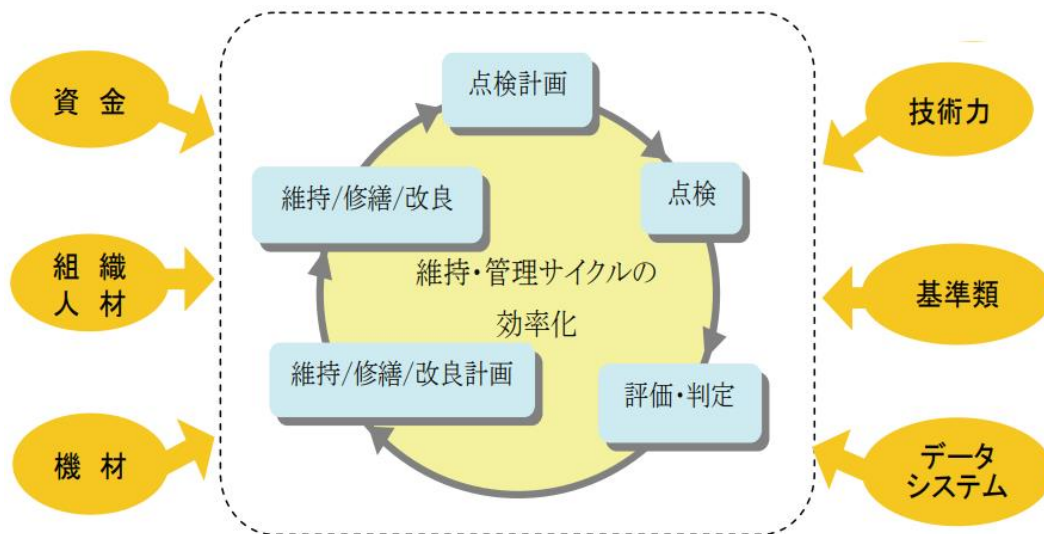 点検計画
資 金
技術力
維持/修繕/改良
点検
組 織
人 材
維持・管理サイクルの
効率化
基準類
維持/修繕/改良計画
評価・判定
機 材
データ
システム